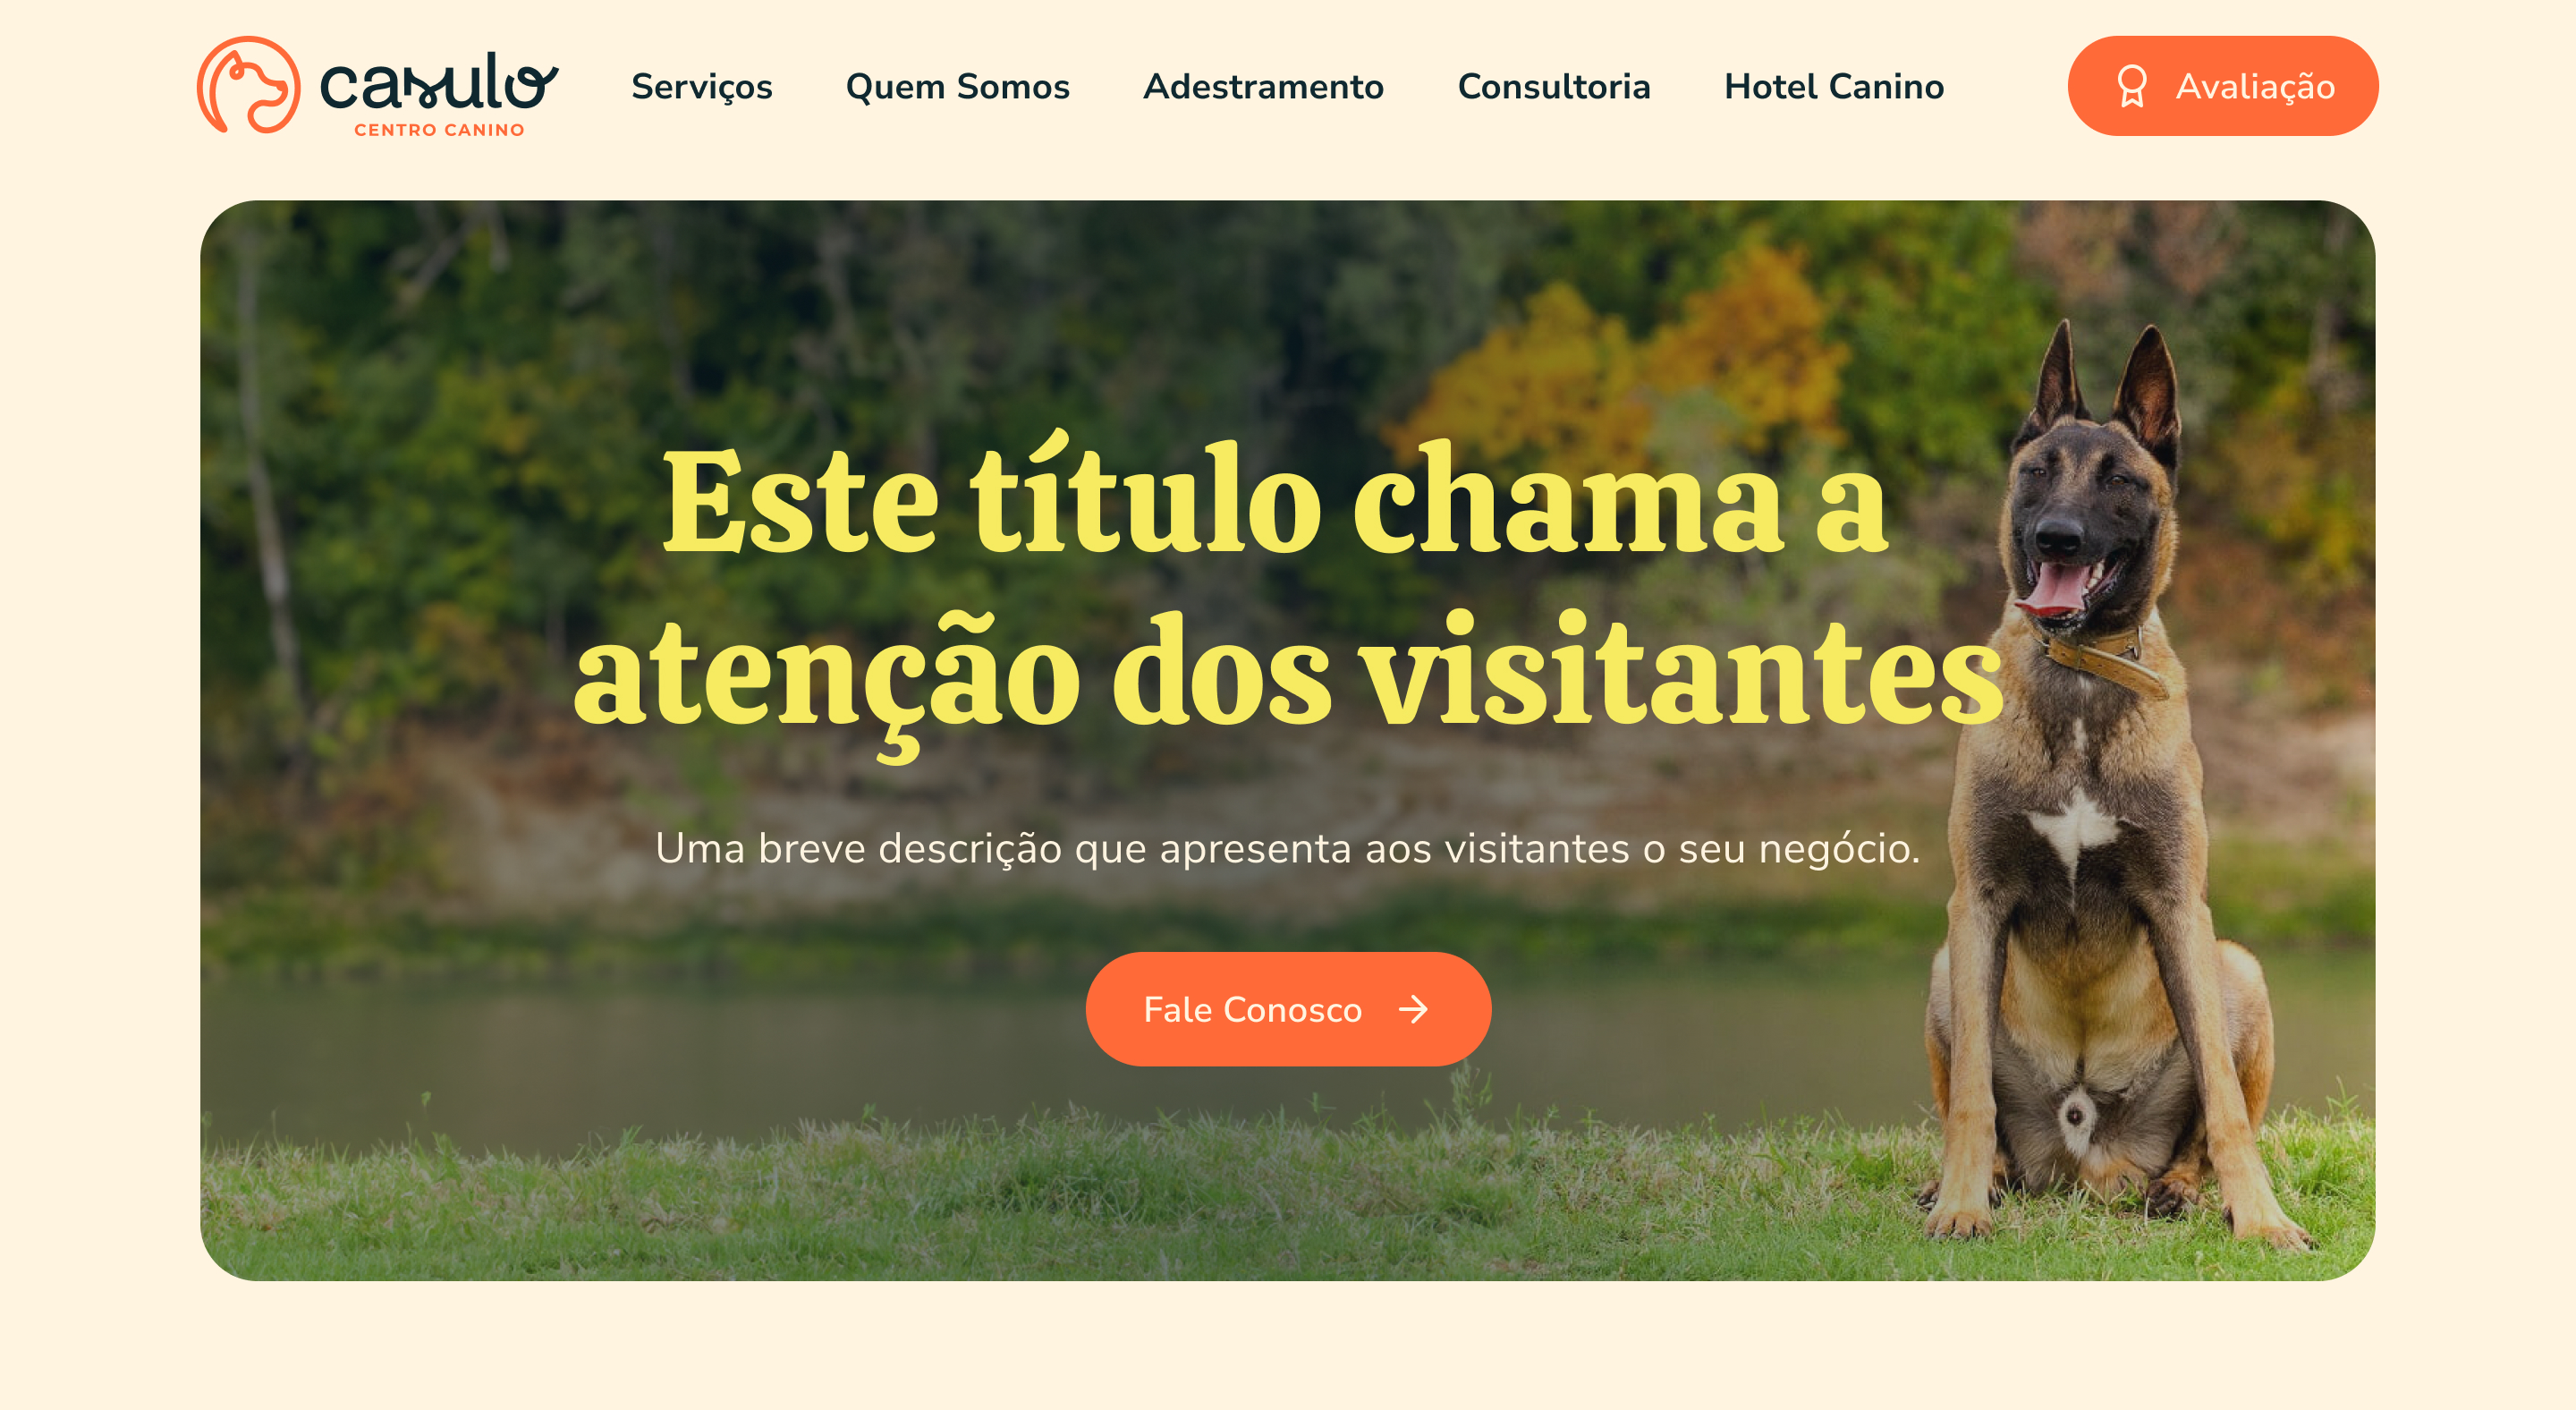 casulo
CENTRO CANINO
Serviços
Quem Somos
Adestramento
Consultoria
Hotel Canino
Avaliação
Este título chama a
atenção dos visitantes
Uma breve descrição que apresenta aos visitantes o seu negócio.
Fale Conosco